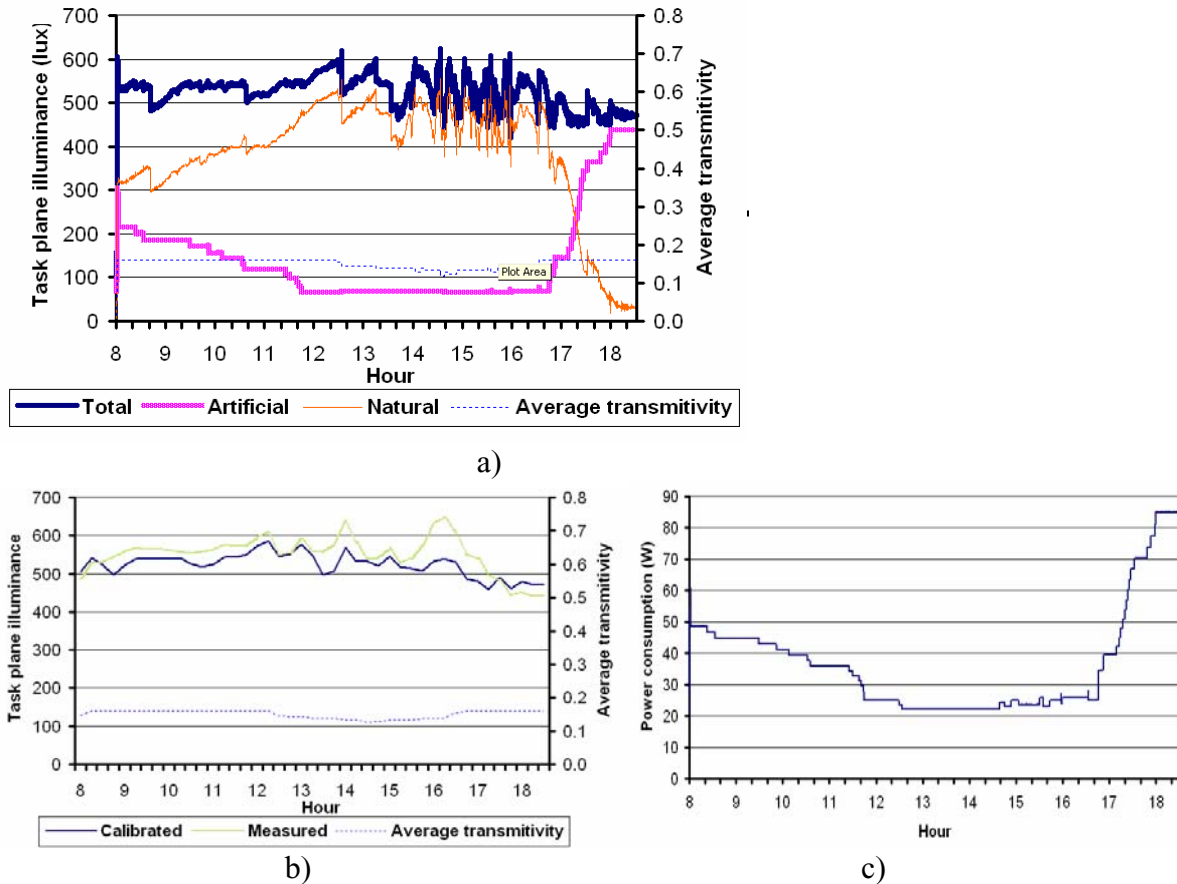 700
600
500
400
300
200
100
0
Task plane illuminance (lux)
0.8
0.7
0.6
0.5
0.4
0.3
0.2
0.1
0.0
Average transmitivity
Plot Area
8 9 10 11 12 13 14 15 16 17 18
Hour
Total Artificial Natural Average transmitivity
a)
700
600
500
400
300
200
100
0
Task plane illuminance
0.8
0.7
0.6
0.5
0.4
0.3
0.2
0.1
0.0
Average transmitivity
8 9 10 11 12 13 14 15 16 17 18
Hour
Calibrated Measured Average transmitivity
b)
90
80
70
60
50
40
30
20
10
0
Power consumption (W)
8 9 10 11 12 13 14 15 16 17 18
Hour
c)